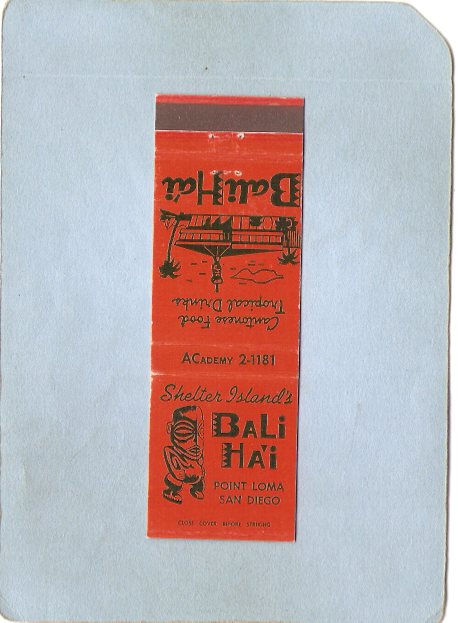 Bali Ha'i
Cantonese Food
Tropical Drinks
ACADEMY 2-1181
Shelter Island's
BALI
HA'I
POINT LOMA
SAN DIEGO
CLOSE COVER BEFORE STRIKING